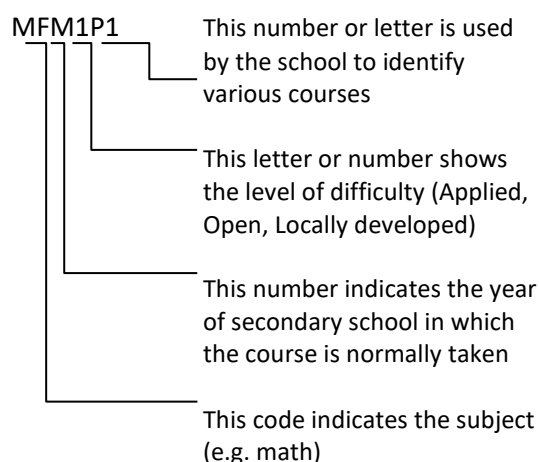 MFM1P1
This number or letter is used
by the school to identify
various courses
This letter or number shows
the level of difficulty (Applied,
Open, Locally developed)
This number indicates the year
of secondary school in which
the course is normally taken
This code indicates the subject
(e.g. math)